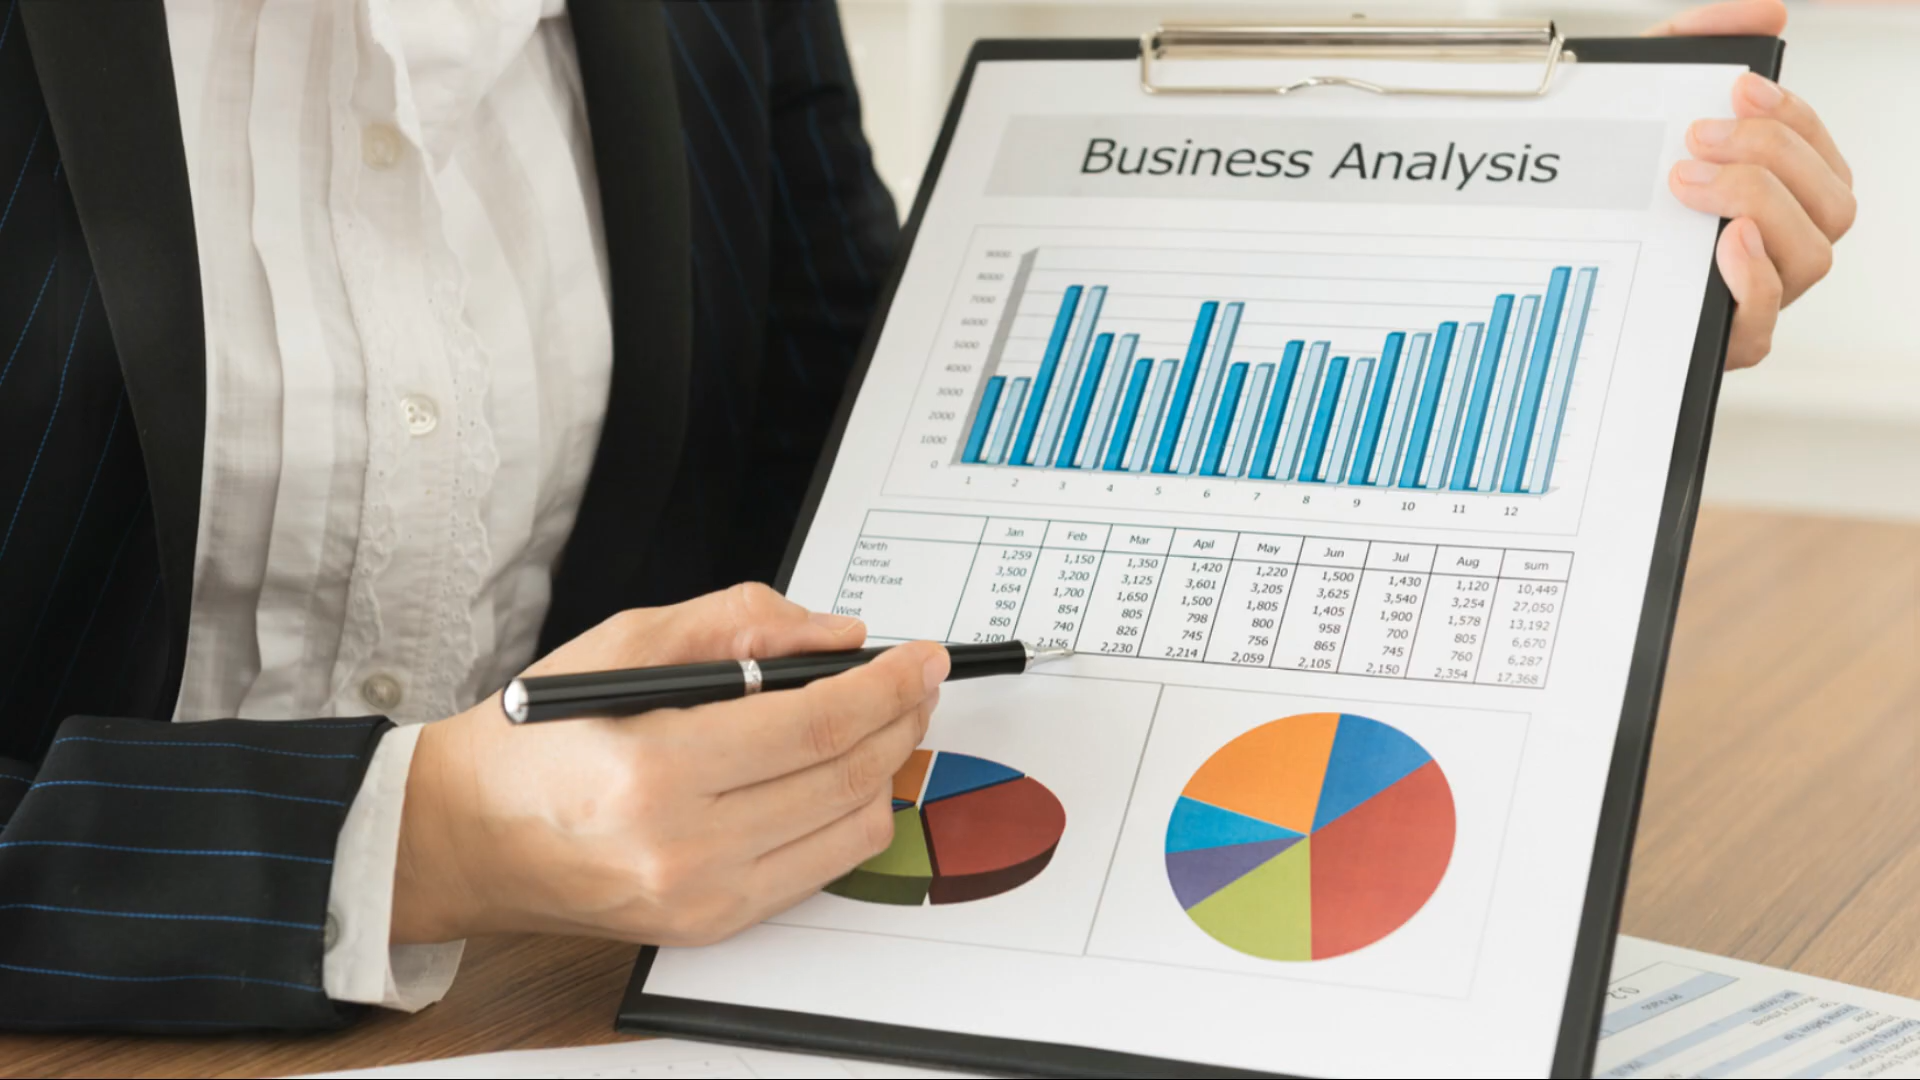 Business Analysis
9000
8000
7000
6000
5000
4000
3000
2000
1000
0
1 2 3 4 5 6 7 8 9 10 11 12
Jan Feb Mar Apil May Jun Jul Aug sum
North 1,259 1,150 1,350 1,420 1,220 1,500 1,430 1,120 10,449
Central 3,500 3,200 3,125 3,601 3,205 3,625 3,540 3,254 27,050
North/East 1,654 1,700 1,650 1,500 1,805 1,405 1,900 1,578 13,192
East 950 854 805 798 800 958 700 805 6,670
West 850 740 826 745 756 865 745 760 6,287
2,100 2,156 2,230 2,214 2,059 2,105 2,150 2,354 17,368